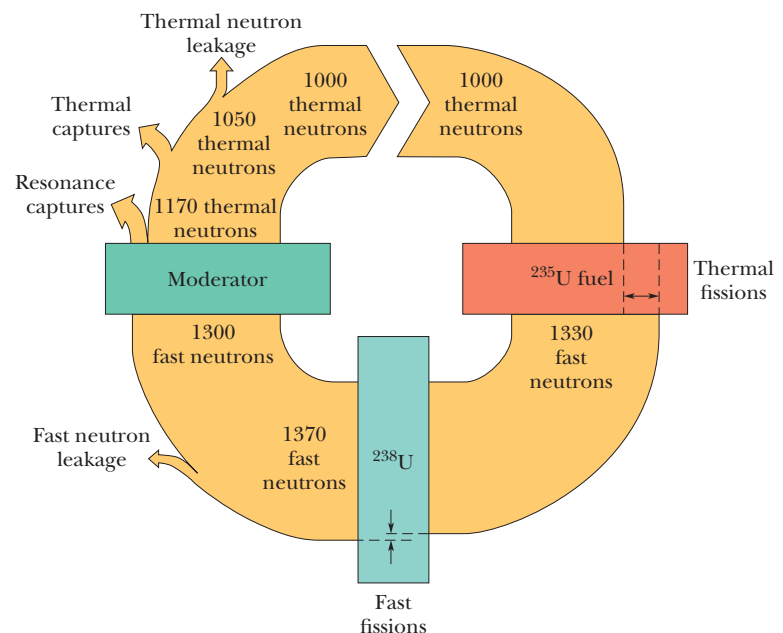 Thermal neutron
leakage
1000
thermal
neutrons
1000
thermal
neutrons
Thermal
captures
1050
thermal
neutrons
Resonance
captures
1170 thermal
neutrons
Moderator
²³⁵U fuel
Thermal
fissions
1300
fast neutrons
1330
fast
neutrons
Fast neutron
leakage
1370
fast
neutrons
²³⁸U
Fast
fissions